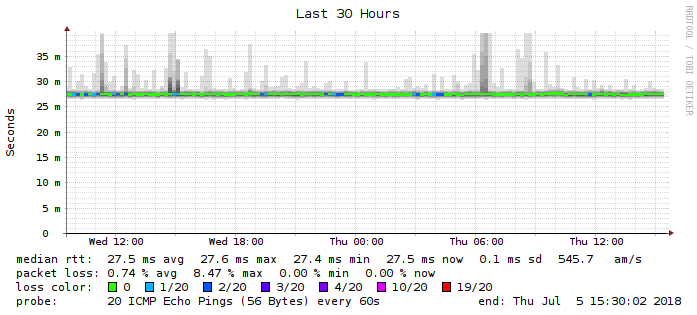 Last 30 Hours
RRDTOOL / TOBI OETIKER
Seconds
35 m
30 m
25 m
20 m
15 m
10 m
5 m
0
Wed 12:00 Wed 18:00 Thu 00:00 Thu 06:00 Thu 12:00
median rtt: 27.5 ms avg 27.6 ms max 27.4 ms min 27.5 ms now 0.1 ms sd 545.7 am/s
packet loss: 0.74 % avg 8.47 % max 0.00 % min 0.00 % now
loss color: 0 1/20 2/20 3/20 4/20 10/20 19/20
probe: 20 ICMP Echo Pings (56 Bytes) every 60s end: Thu Jul 5 15:30:02 2018